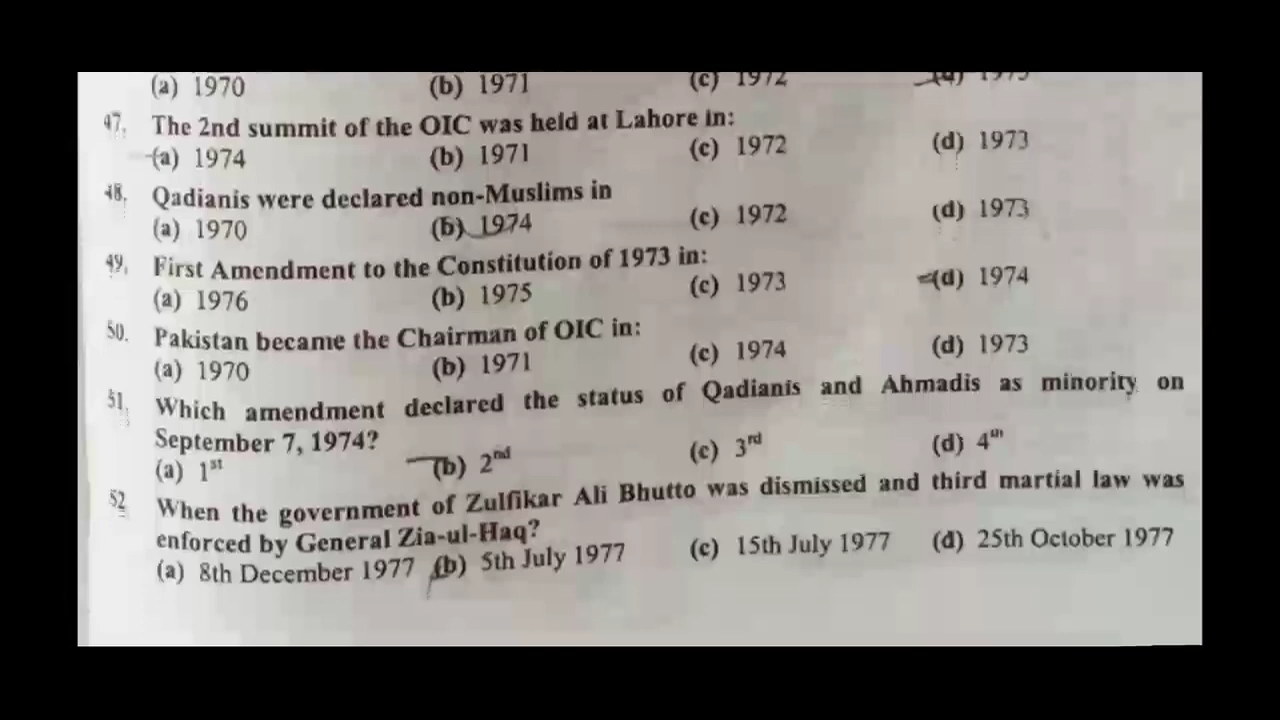 (a) 1970 (b) 1971 (c) 1972 (d) 1973
47. The 2nd summit of the OIC was held at Lahore in:
(a) 1974 (b) 1971 (c) 1972 (d) 1973
48. Qadianis were declared non-Muslims in
(a) 1970 (b) 1974 (c) 1972 (d) 1973
49. First Amendment to the Constitution of 1973 in:
(a) 1976 (b) 1975 (c) 1973 (d) 1974
50. Pakistan became the Chairman of OIC in:
(a) 1970 (b) 1971 (c) 1974 (d) 1973
51. Which amendment declared the status of Qadianis and Ahmadis as minority on
September 7, 1974?
(a) 1st (b) 2nd (c) 3rd (d) 4th
52 When the government of Zulfikar Ali Bhutto was dismissed and third martial law was
enforced by General Zia-ul-Haq?
(a) 8th December 1977 (b) 5th July 1977 (c) 15th July 1977 (d) 25th October 1977